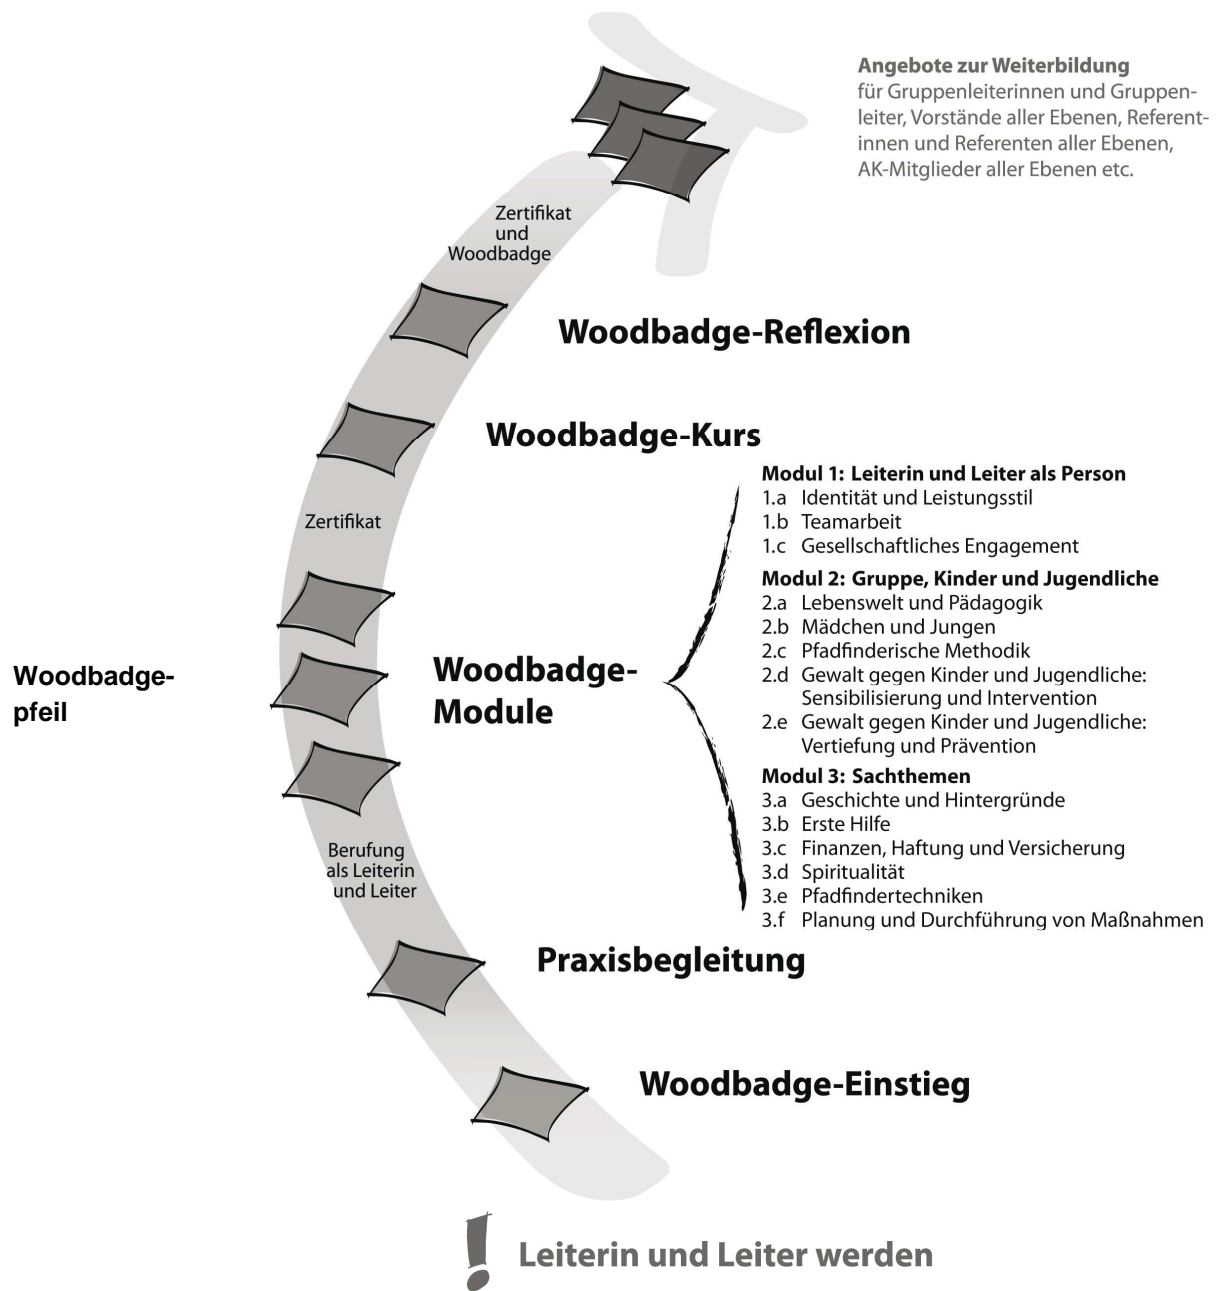 Angebote zur Weiterbildung
für Gruppenleiterinnen und Gruppen-
leiter, Vorstände aller Ebenen, Referent-
innen und Referenten aller Ebenen,
AK-Mitglieder aller Ebenen etc.
Zertifikat
und
Woodbadge
Woodbadge-Reflexion
Woodbadge-Kurs
Zertifikat
Modul 1: Leiterin und Leiter als Person
1.a Identität und Leistungsstil
1.b Teamarbeit
1.c Gesellschaftliches Engagement
Modul 2: Gruppe, Kinder und Jugendliche
2.a Lebenswelt und Pädagogik
2.b Mädchen und Jungen
2.c Pfadfinderische Methodik
2.d Gewalt gegen Kinder und Jugendliche:
Sensibilisierung und Intervention
2.e Gewalt gegen Kinder und Jugendliche:
Vertiefung und Prävention
Modul 3: Sachthemen
3.a Geschichte und Hintergründe
3.b Erste Hilfe
3.c Finanzen, Haftung und Versicherung
3.d Spiritualität
3.e Pfadfindertechniken
3.f Planung und Durchführung von Maßnahmen
Woodbadge-
Module
Woodbadge-
pfeil
Berufung
als Leiterin
und Leiter
Praxisbegleitung
Woodbadge-Einstieg
! Leiterin und Leiter werden